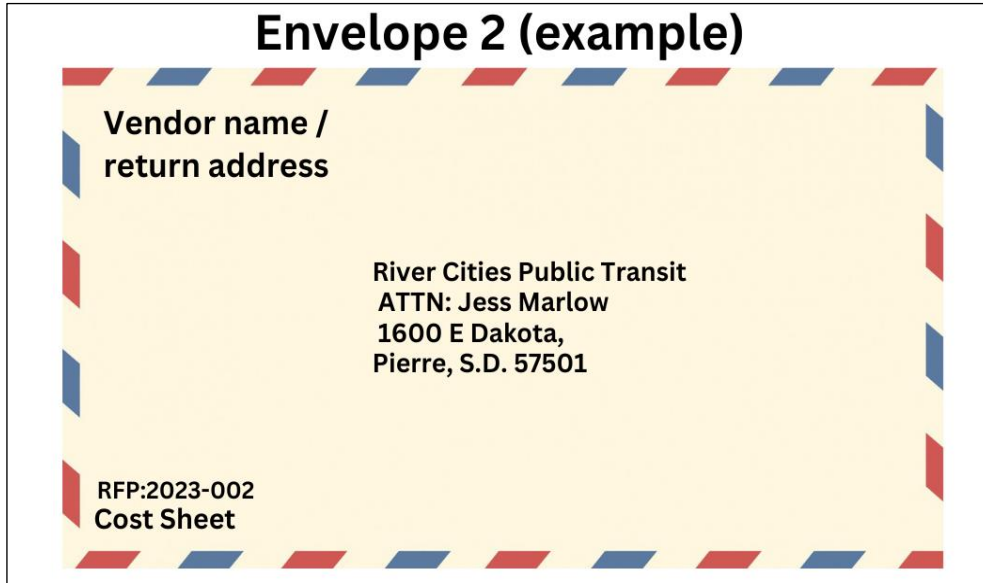 Envelope 2 (example)
Vendor name /
return address
River Cities Public Transit
ATTN: Jess Marlow
1600 E Dakota,
Pierre, S.D. 57501
RFP:2023-002
Cost Sheet